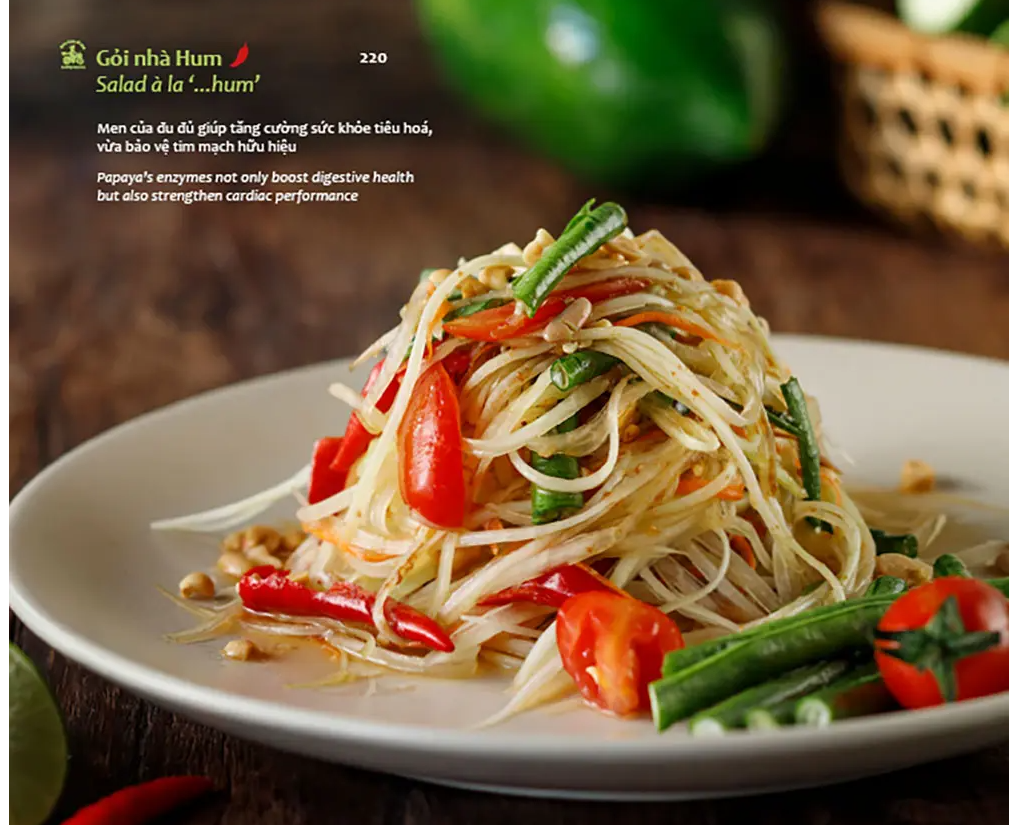 Gỏi nhà Hum 220
Salad à la ‘...hum’
Men của đu đủ giúp tăng cường sức khỏe tiêu hoá,
vừa bảo vệ tim mạch hữu hiệu
Papaya's enzymes not only boost digestive health
but also strengthen cardiac performance